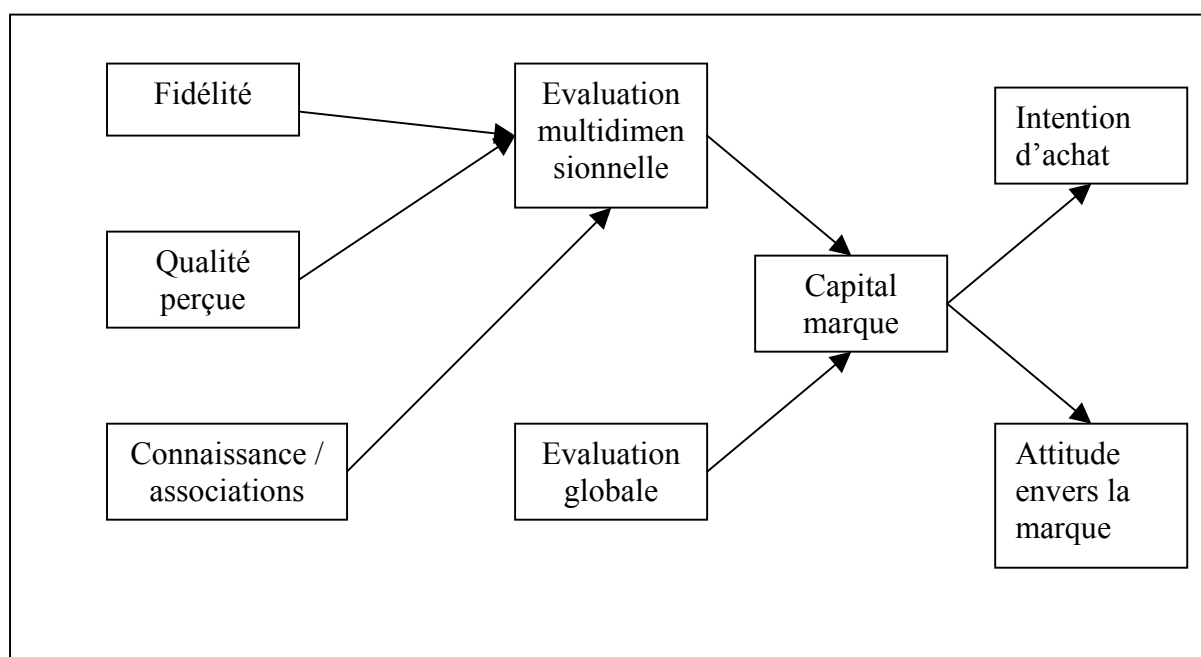 Fidélité
Evaluation
multidimen
sionnelle
Intention
d’achat
Qualité
perçue
Capital
marque
Connaissance /
associations
Evaluation
globale
Attitude
envers la
marque